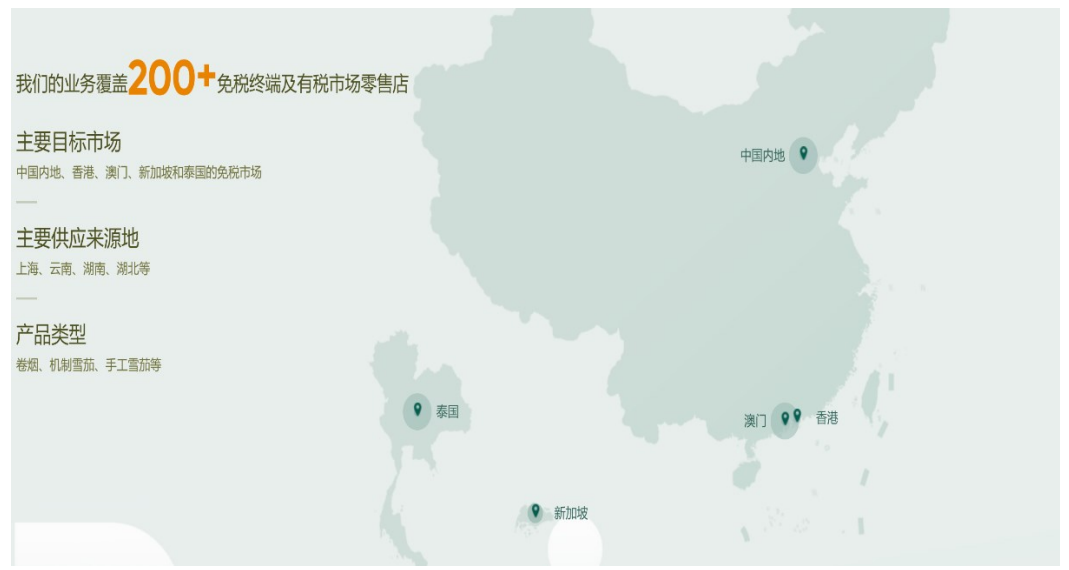 我们的业务覆盖200+免税终端及有税市场零售店
主要目标市场
中国内地、香港、澳门、新加坡和泰国的免税市场
主要供应来源地
上海、云南、湖南、湖北等
产品类型
卷烟、机制雪茄、手工雪茄等
中国内地
泰国
澳门
香港
新加坡